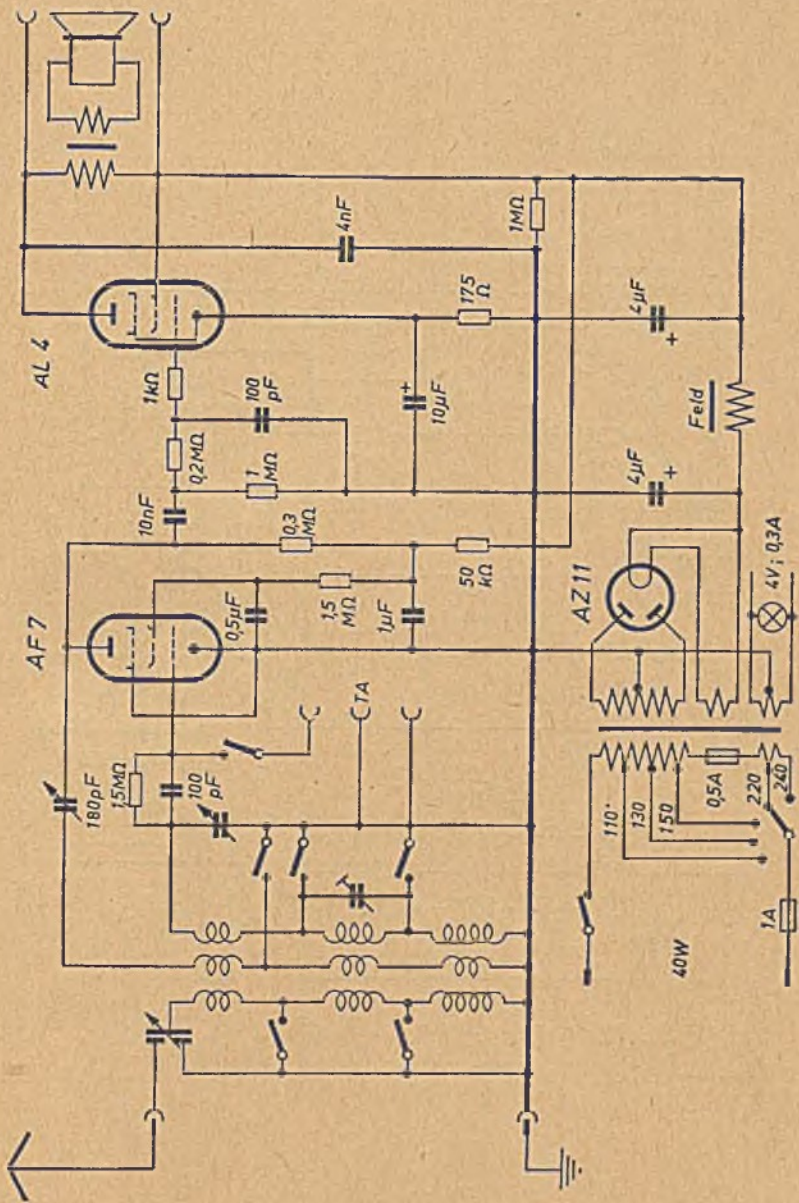 AF 7
AL 4
180pF
1,5MΩ
100
pF
TA
0,5µF
1,5
MΩ
1µF
10nF
0,3
MΩ
50
kΩ
0,2MΩ
1
MΩ
1kΩ
100
pF
10µF
175
Ω
4nF
1MΩ
4µF
+
4µF
+
+
Feld
AZ 11
4V; 0,3A
110
130
150
0,5A
220
240
1A
40W